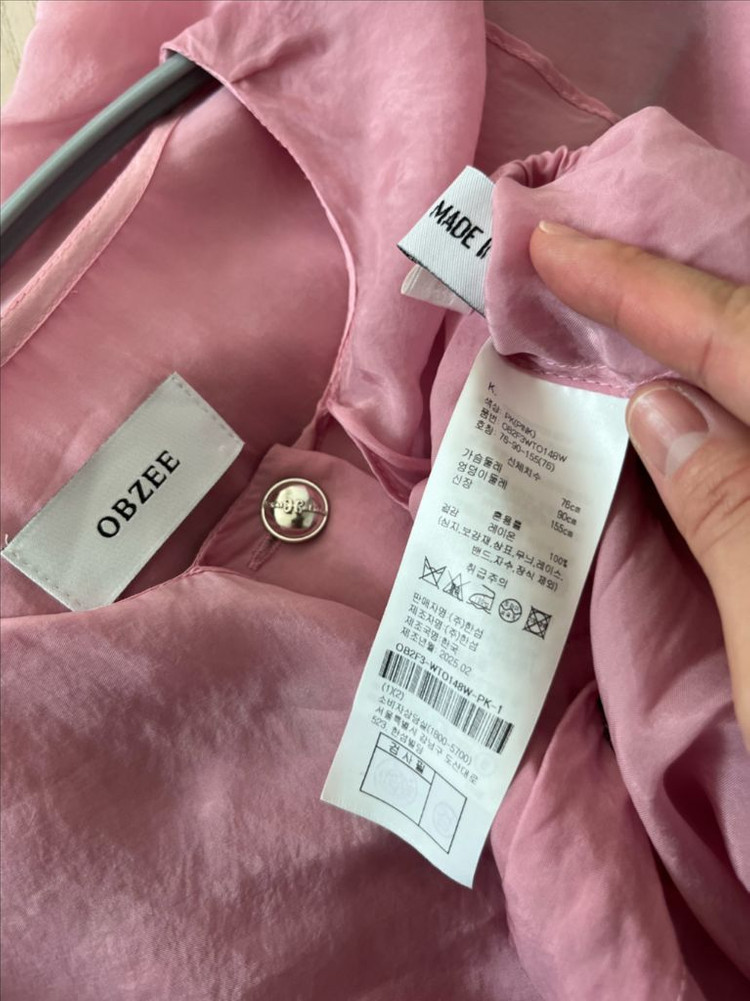 MADE I
OBZEE
K.
색상: PK(PINK)
품번: OB2F3WTO14BW
호칭: 76-90-155(76)
신체치수
가슴둘레 76cm
엉덩이둘레 90cm
신장 155cm
혼용률
겉감 레이온 100%
(심지,보강재,상표,무늬,레이스,
밴드,자수,장식 제외)
취급주의
판매자명:(주)한섬
제조자명:(주)한섬
제조국명:한국
제조년월: 2025.02
OB2F3-WTO14BW-PK-1
(1)(2)
소비자상담실(1800-5700)
서울특별시 강남구 도산대로
523, 한섬빌딩
검사필